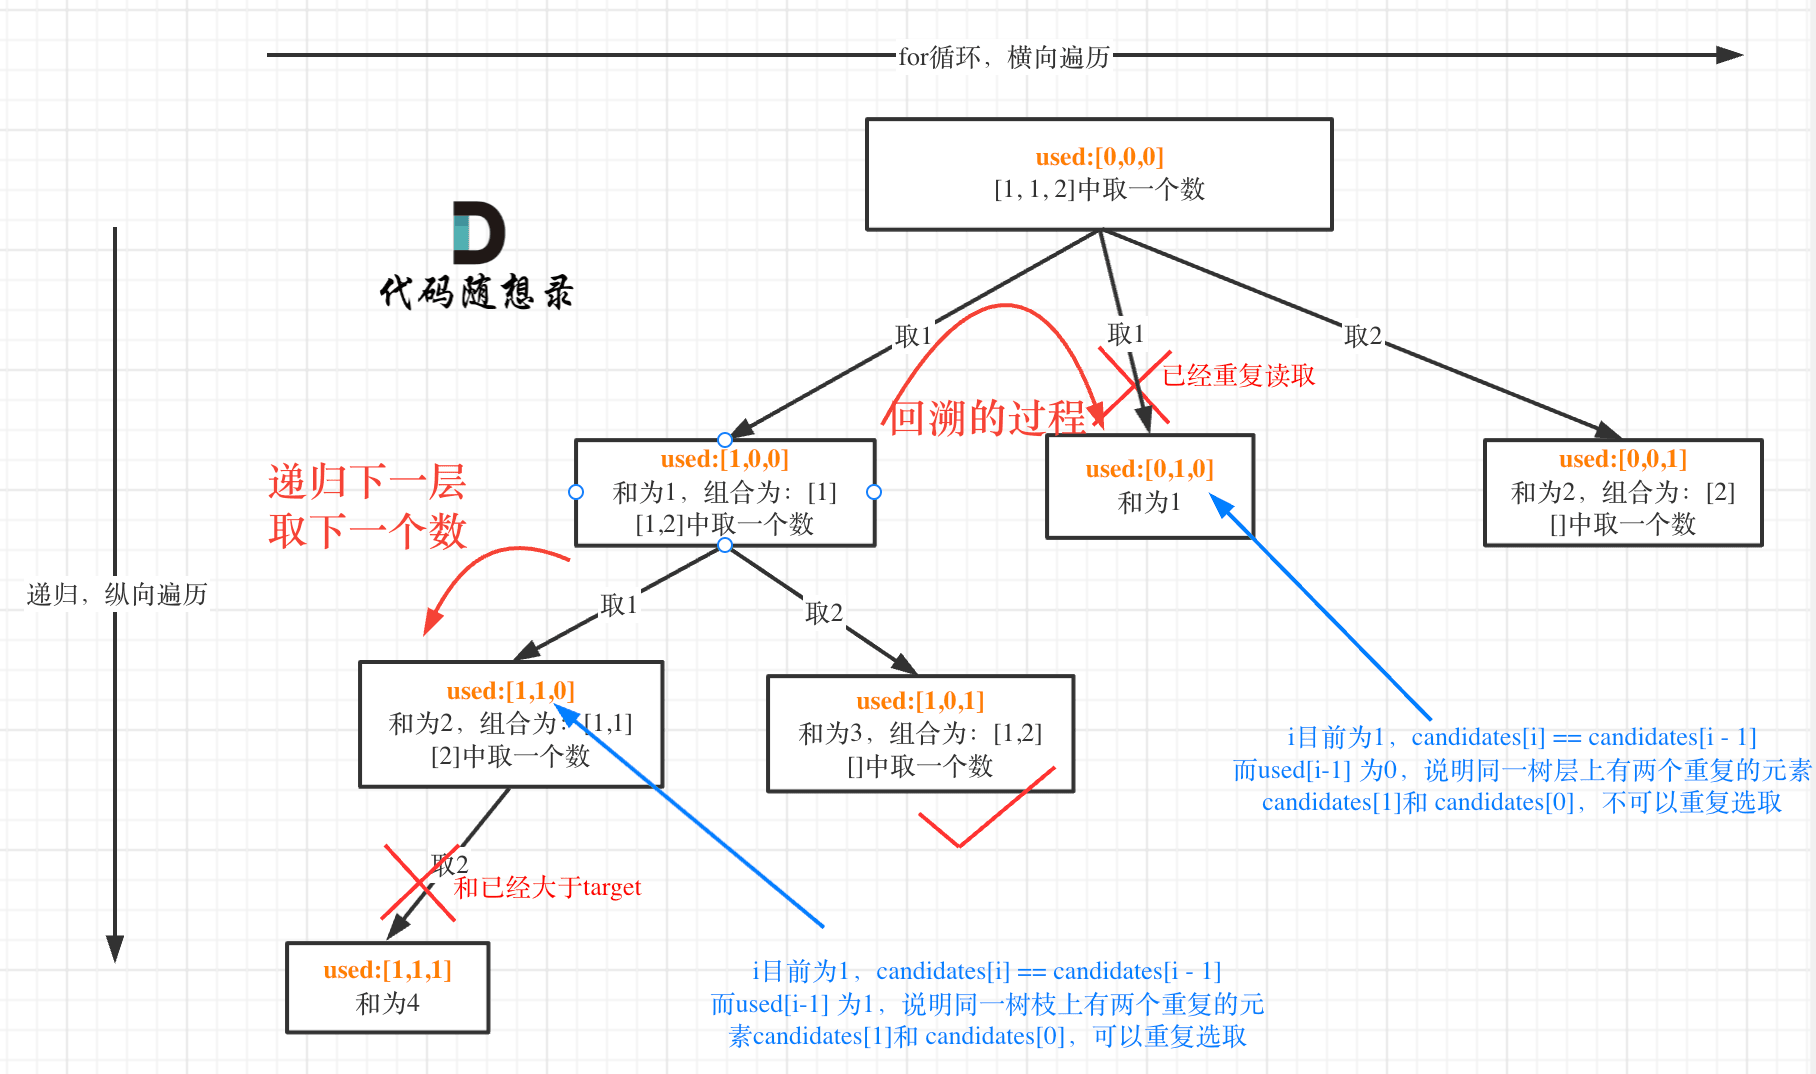 for循环，横向遍历
used:[0,0,0]
[1, 1, 2]中取一个数
代码随想录
取1
取1
取2
已经重复读取
回溯的过程
used:[1,0,0]
和为1，组合为：[1]
[1,2]中取一个数
used:[0,1,0]
和为1
used:[0,0,1]
和为2，组合为：[2]
[]中取一个数
递归下一层
取下一个数
递归，纵向遍历
取1
取2
used:[1,1,0]
和为2，组合为：[1,1]
[2]中取一个数
used:[1,0,1]
和为3，组合为：[1,2]
[]中取一个数
i目前为1，candidates[i] == candidates[i - 1]
而used[i-1] 为0，说明同一树层上有两个重复的元素
candidates[1]和 candidates[0]，不可以重复选取
取2
和已经大于target
used:[1,1,1]
和为4
i目前为1，candidates[i] == candidates[i - 1]
而used[i-1] 为1，说明同一树枝上有两个重复的元
素candidates[1]和 candidates[0]，可以重复选取